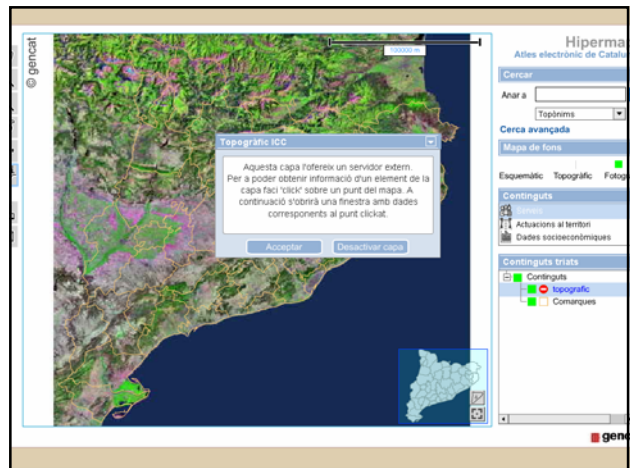 © gencat
100000 m
Hiperma
Atles electrònic de Catalu
Cercar
Anar a
Topònims
Cerca avançada
Mapa de fons
Esquemàtic Topogràfic Fotogr
Continguts
Serveis
Actuacions al territori
Dades socioeconòmiques
Continguts triats
Continguts
topografic
Comarques
Topogràfic ICC
Aquesta capa l'ofereix un servidor extern.
Per a poder obtenir informació d'un element de la
capa faci 'click' sobre un punt del mapa. A
continuació s'obrirà una finestra amb dades
corresponents al punt clickat.
Acceptar Desactivar capa
genc